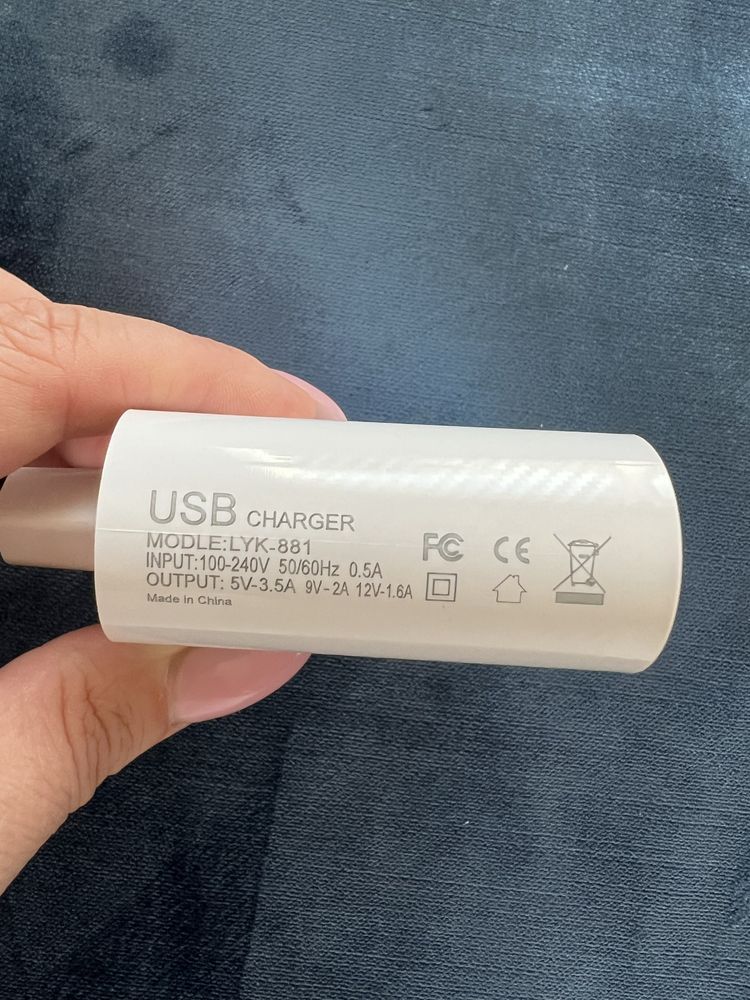 USB CHARGER
MODLE:LYK-881
INPUT:100-240V 50/60Hz 0.5A
OUTPUT: 5V-3.5A 9V-2A 12V-1.6A
Made in China
FC CE